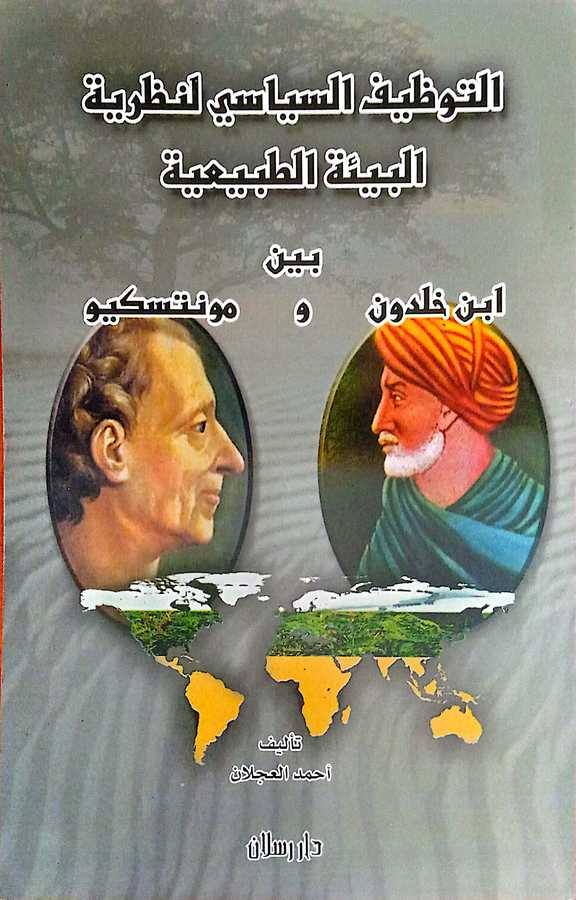 التوظيف السياسي لنظرية
البيئة الطبيعية
بين
ابن خلدون و مونتسكيو
تأليف
أحمد العجلان
دار رسلان